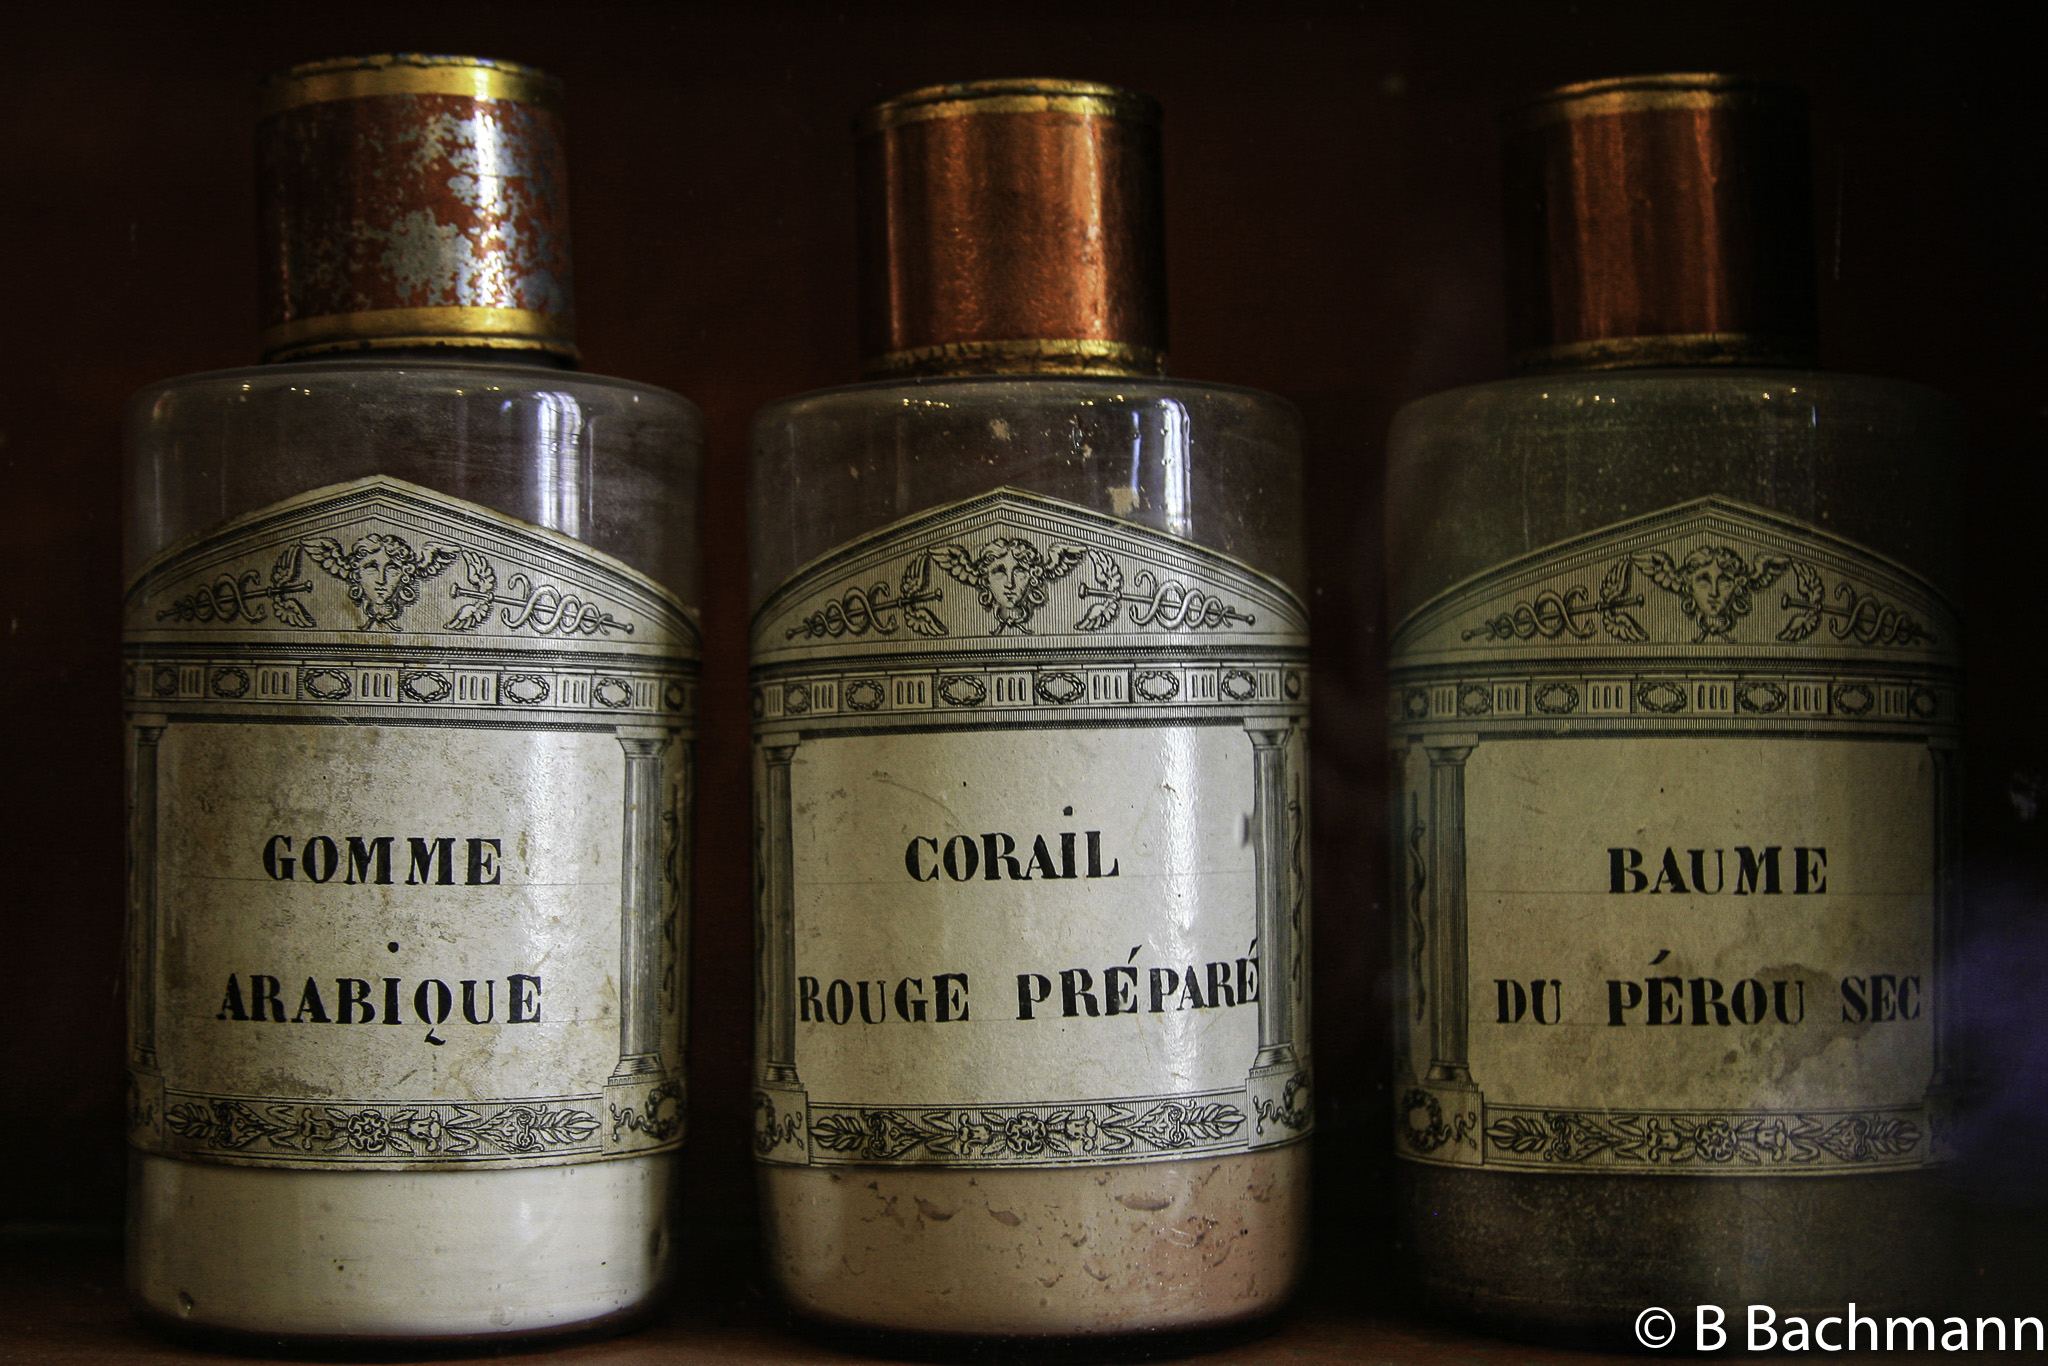 GOMME
ARABIQUE
CORAIL
ROUGE PRÉPARÉ
BAUME
DU PÉROU SEC
© B Bachmann